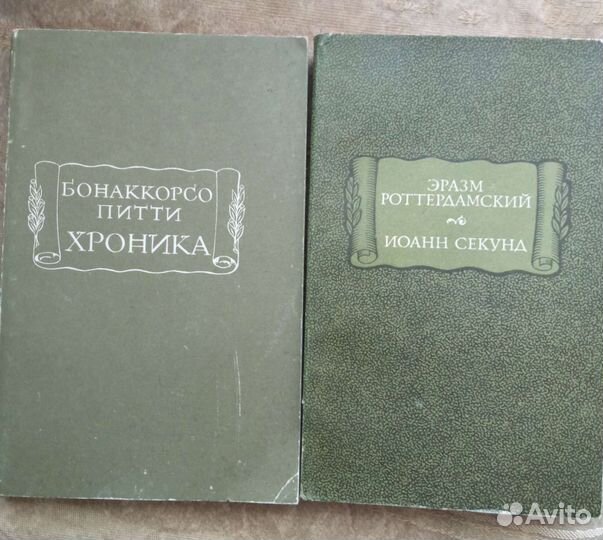 БОНАККОРСО
ПИТТИ
ХРОНИКА
ЭРАЗМ
РОТТЕРДАМСКИЙ
ИОАНН СЕКУНД
Avito